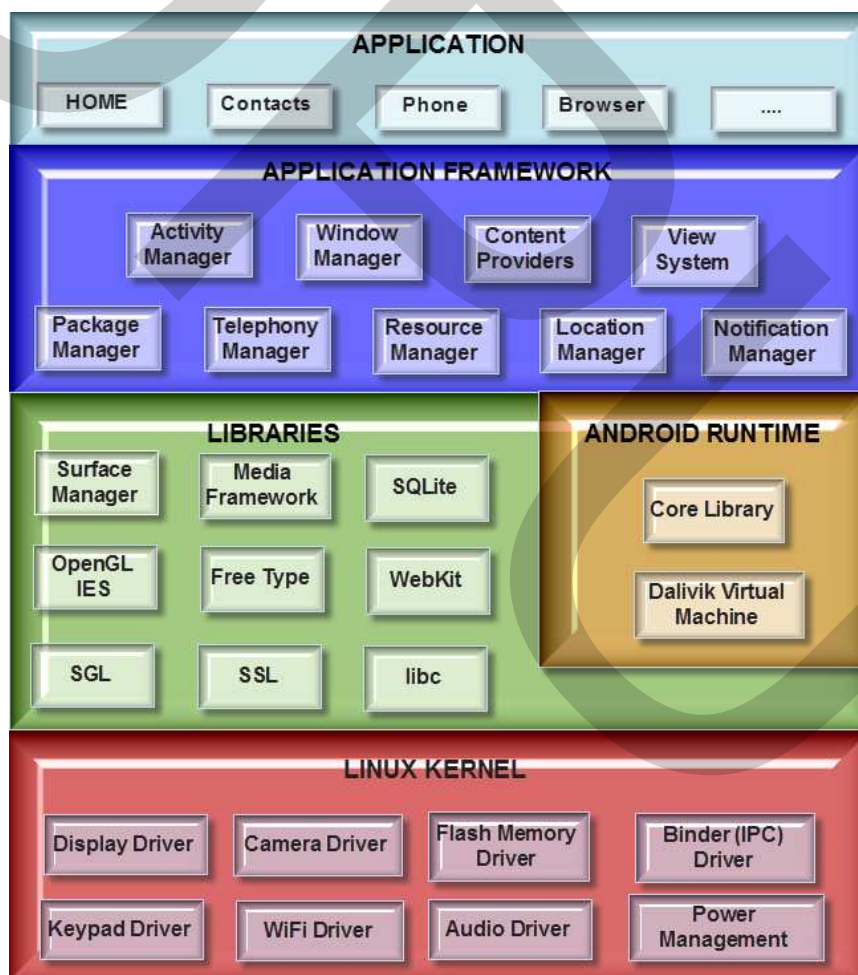 APPLICATION
HOME
Contacts
Phone
Browser
....
APPLICATION FRAMEWORK
Activity
Manager
Window
Manager
Content
Providers
View
System
Package
Manager
Telephony
Manager
Resource
Manager
Location
Manager
Notification
Manager
LIBRARIES
Surface
Manager
Media
Framework
SQLite
OpenGL
IES
Free Type
WebKit
SGL
SSL
libc
ANDROID RUNTIME
Core Library
Dalivik Virtual
Machine
LINUX KERNEL
Display Driver
Camera Driver
Flash Memory
Driver
Binder (IPC)
Driver
Keypad Driver
WiFi Driver
Audio Driver
Power
Management